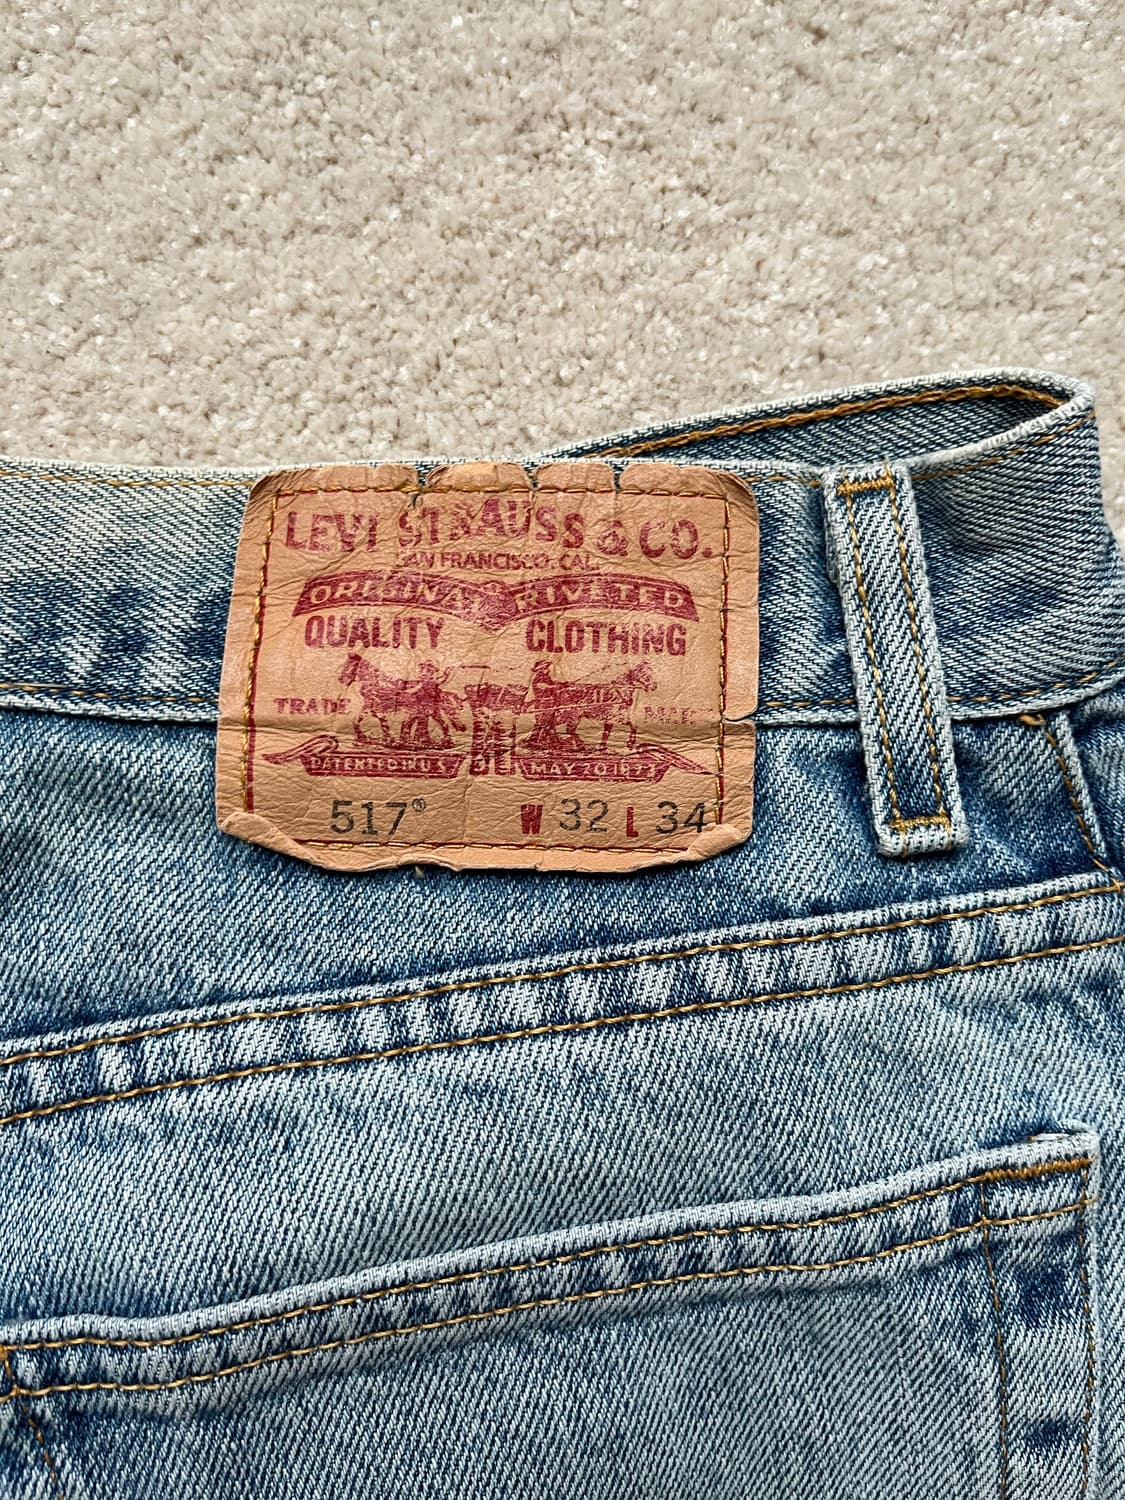 LEVI STRAUSS & CO.
SAN FRANCISCO, CAL.
ORIGINAL RIVETED
QUALITY CLOTHING
TRADE MARK
PATENTED IN U.S. MAY 20 1873
517® W 32 L 34